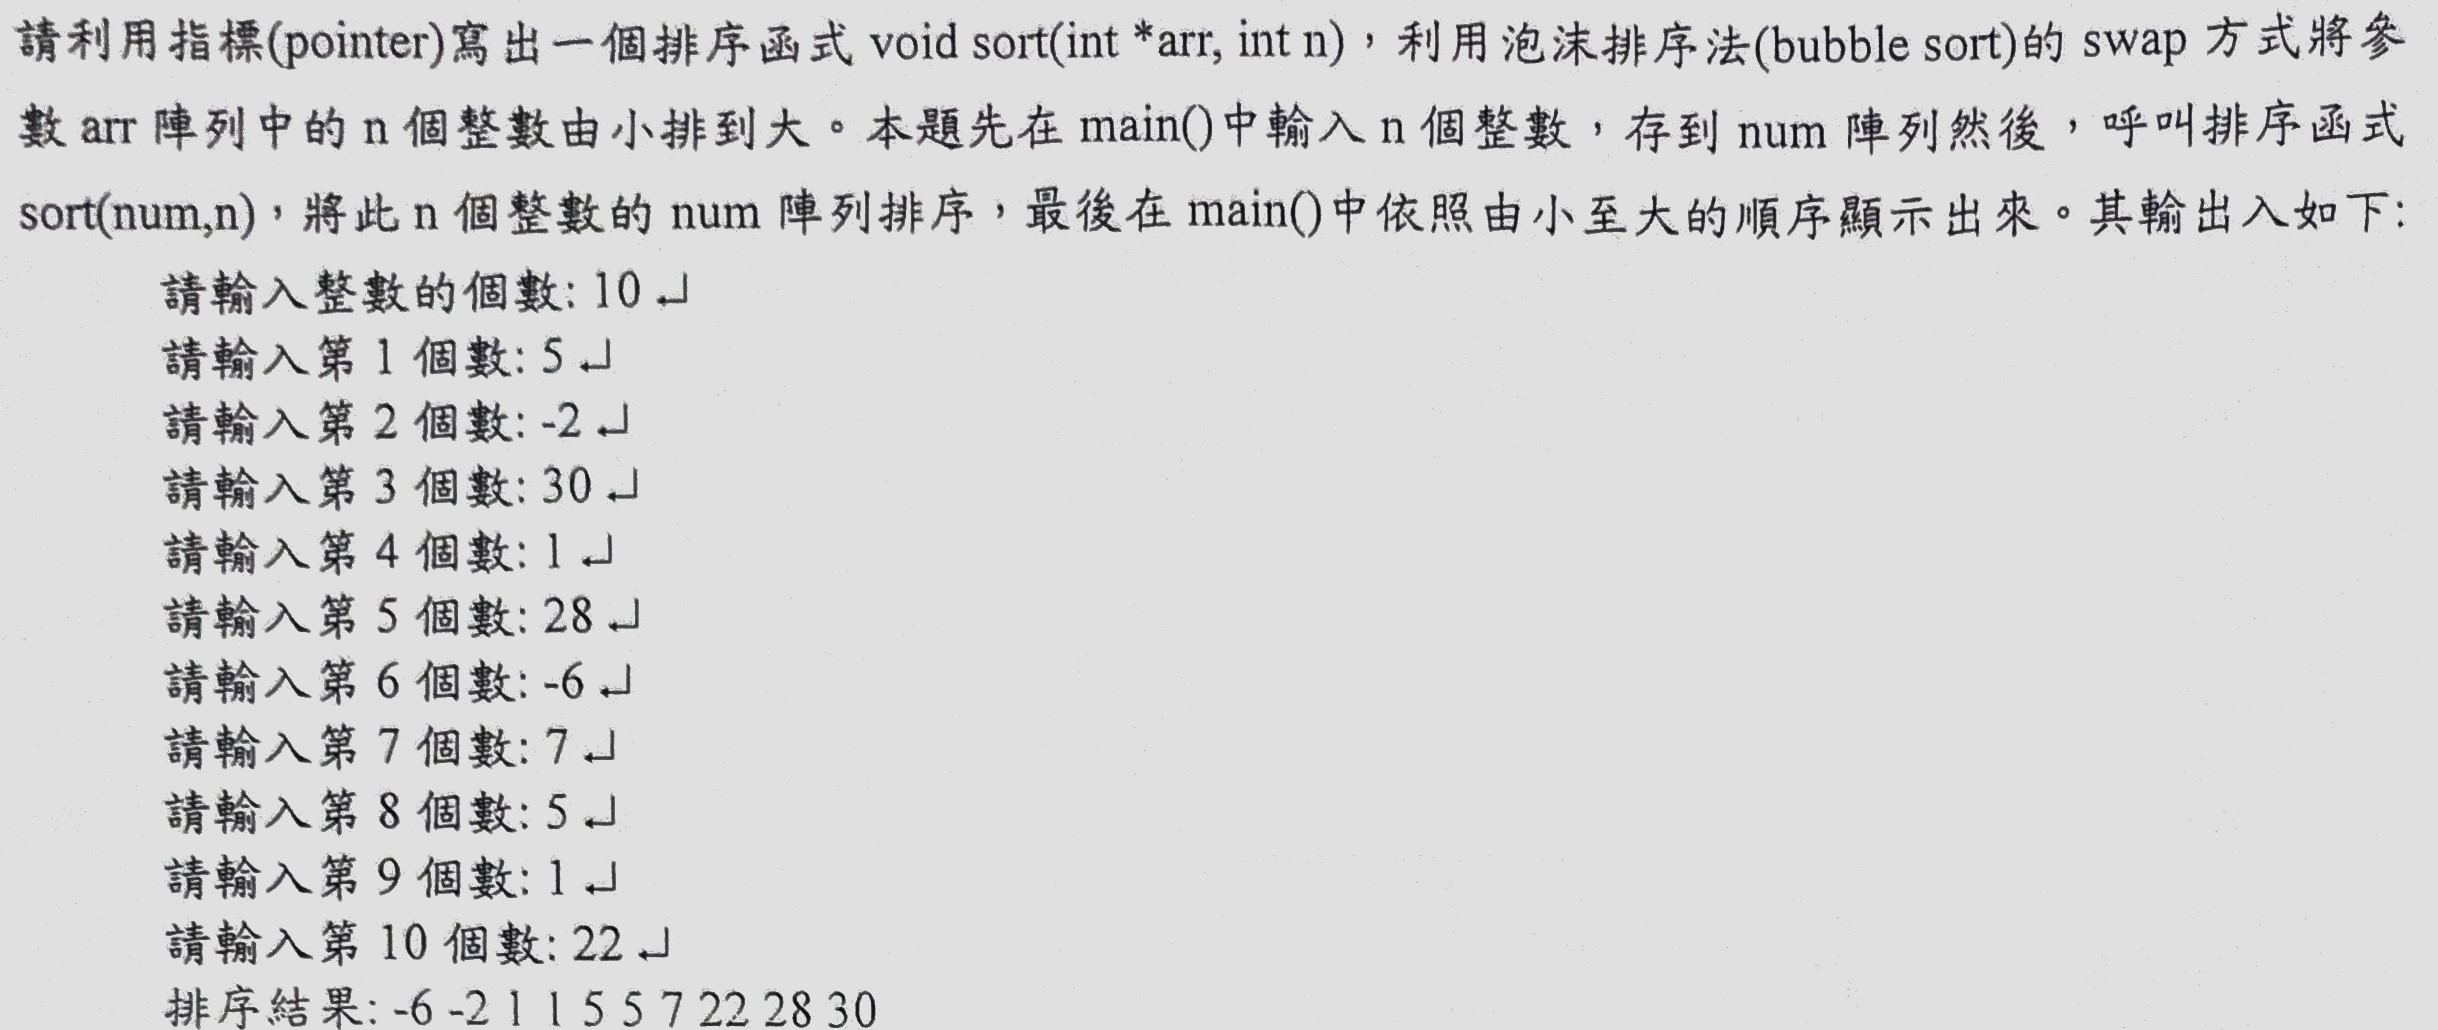 請利用指標(pointer)寫出一個排序函式 void sort(int *arr, int n)，利用泡沫排序法(bubble sort)的 swap 方式將參
數 arr 陣列中的 n 個整數由小排到大。本題先在 main()中輸入 n 個整數，存到 num 陣列然後，呼叫排序函式
sort(num,n)，將此 n 個整數的 num 陣列排序，最後在 main()中依照由小至大的順序顯示出來。其輸出入如下:
請輸入整數的個數: 10 ↵
請輸入第 1 個數: 5 ↵
請輸入第 2 個數: -2 ↵
請輸入第 3 個數: 30 ↵
請輸入第 4 個數: 1 ↵
請輸入第 5 個數: 28 ↵
請輸入第 6 個數: -6 ↵
請輸入第 7 個數: 7 ↵
請輸入第 8 個數: 5 ↵
請輸入第 9 個數: 1 ↵
請輸入第 10 個數: 22 ↵
排序結果: -6 -2 1 1 5 5 7 22 28 30